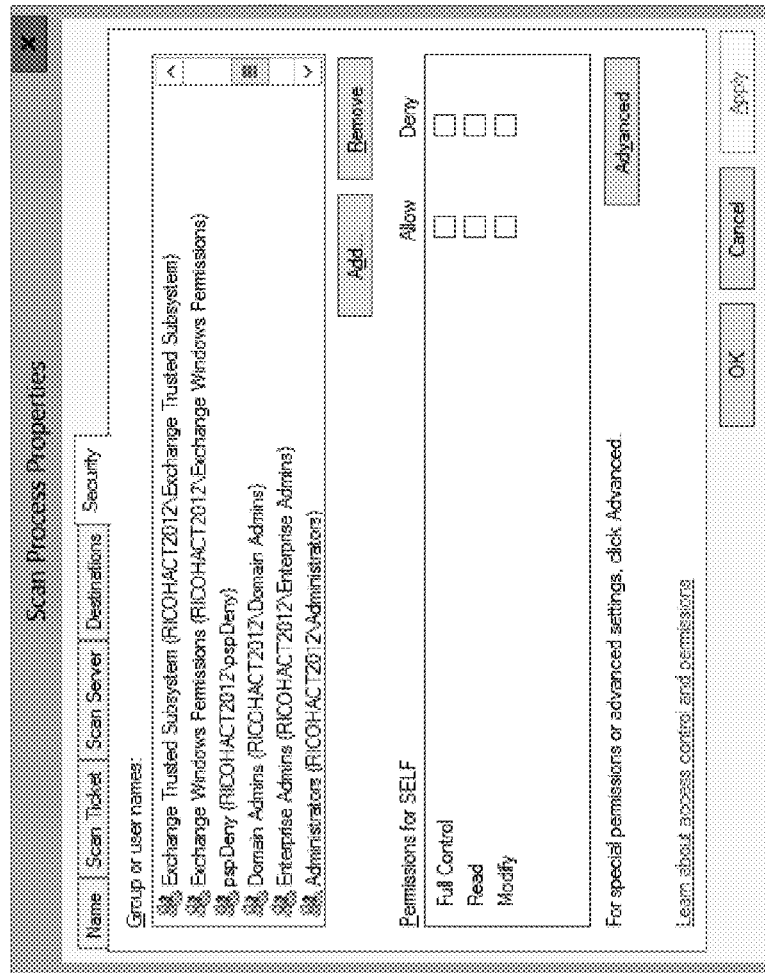 Scan Process Properties
X
Name Scan Ticket Scan Server Destinations Security
Group or user names:
Exchange Trusted Subsystem (RICOHACT2012\Exchange Trusted Subsystem)
Exchange Windows Permissions (RICOHACT2012\Exchange Windows Permissions)
pspDeny (RICOHACT2012\pspDeny)
Domain Admins (RICOHACT2012\Domain Admins)
Enterprise Admins (RICOHACT2012\Enterprise Admins)
Administrators (RICOHACT2012\Administrators)
Add Remove
Permissions for SELF Allow Deny
Full Control
Read
Modify
For special permissions or advanced settings, click Advanced. Advanced
Learn about access control and permissions
OK Cancel Apply